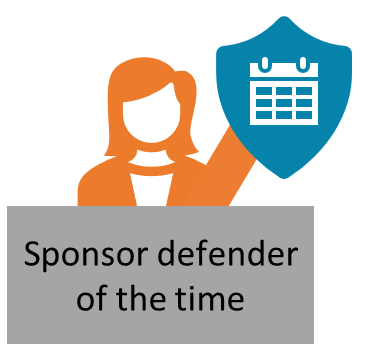 Sponsor defender
of the time